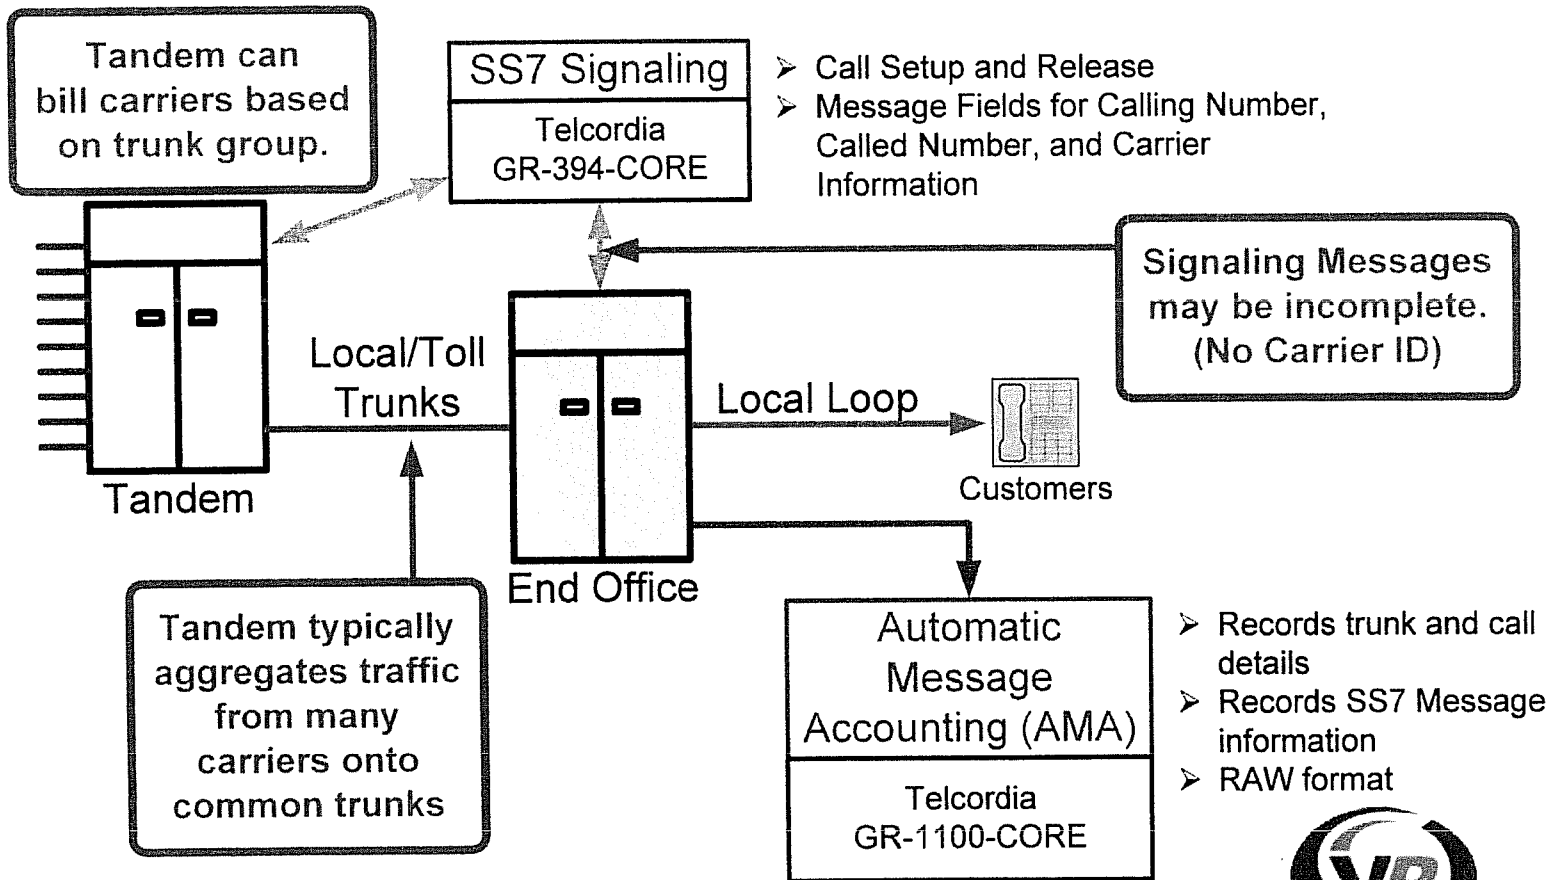 Tandem can
bill carriers based
on trunk group.
SS7 Signaling
Telcordia
GR-394-CORE
➢ Call Setup and Release
➢ Message Fields for Calling Number,
Called Number, and Carrier
Information
Signaling Messages
may be incomplete.
(No Carrier ID)
Local/Toll
Trunks
Local Loop
Tandem
Customers
End Office
Tandem typically
aggregates traffic
from many
carriers onto
common trunks
Automatic
Message
Accounting (AMA)
Telcordia
GR-1100-CORE
➢ Records trunk and call
details
➢ Records SS7 Message
information
➢ RAW format